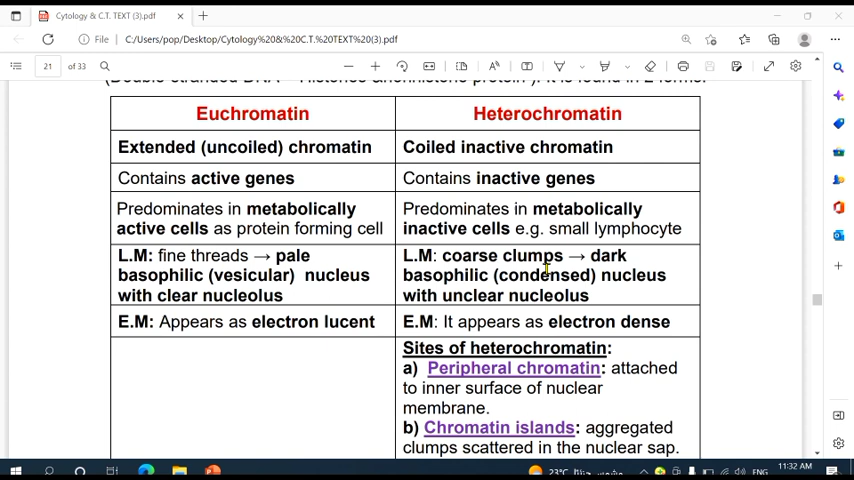 Cytology & C.T. TEXT (3).pdf
File
C:/Users/pop/Desktop/Cytology%20&%20C.T.%20TEXT%20(3).pdf
21 of 33
Euchromatin
Heterochromatin
Extended (uncoiled) chromatin
Coiled inactive chromatin
Contains active genes
Contains inactive genes
Predominates in metabolically
active cells as protein forming cell
Predominates in metabolically
inactive cells e.g. small lymphocyte
L.M: fine threads → pale
basophilic (vesicular) nucleus
with clear nucleolus
L.M: coarse clumps → dark
basophilic (condensed) nucleus
with unclear nucleolus
E.M: Appears as electron lucent
E.M: It appears as electron dense
Sites of heterochromatin:
a) Peripheral chromatin: attached
to inner surface of nuclear
membrane.
b) Chromatin islands: aggregated
clumps scattered in the nuclear sap.
23°C
ENG
11:32 AM